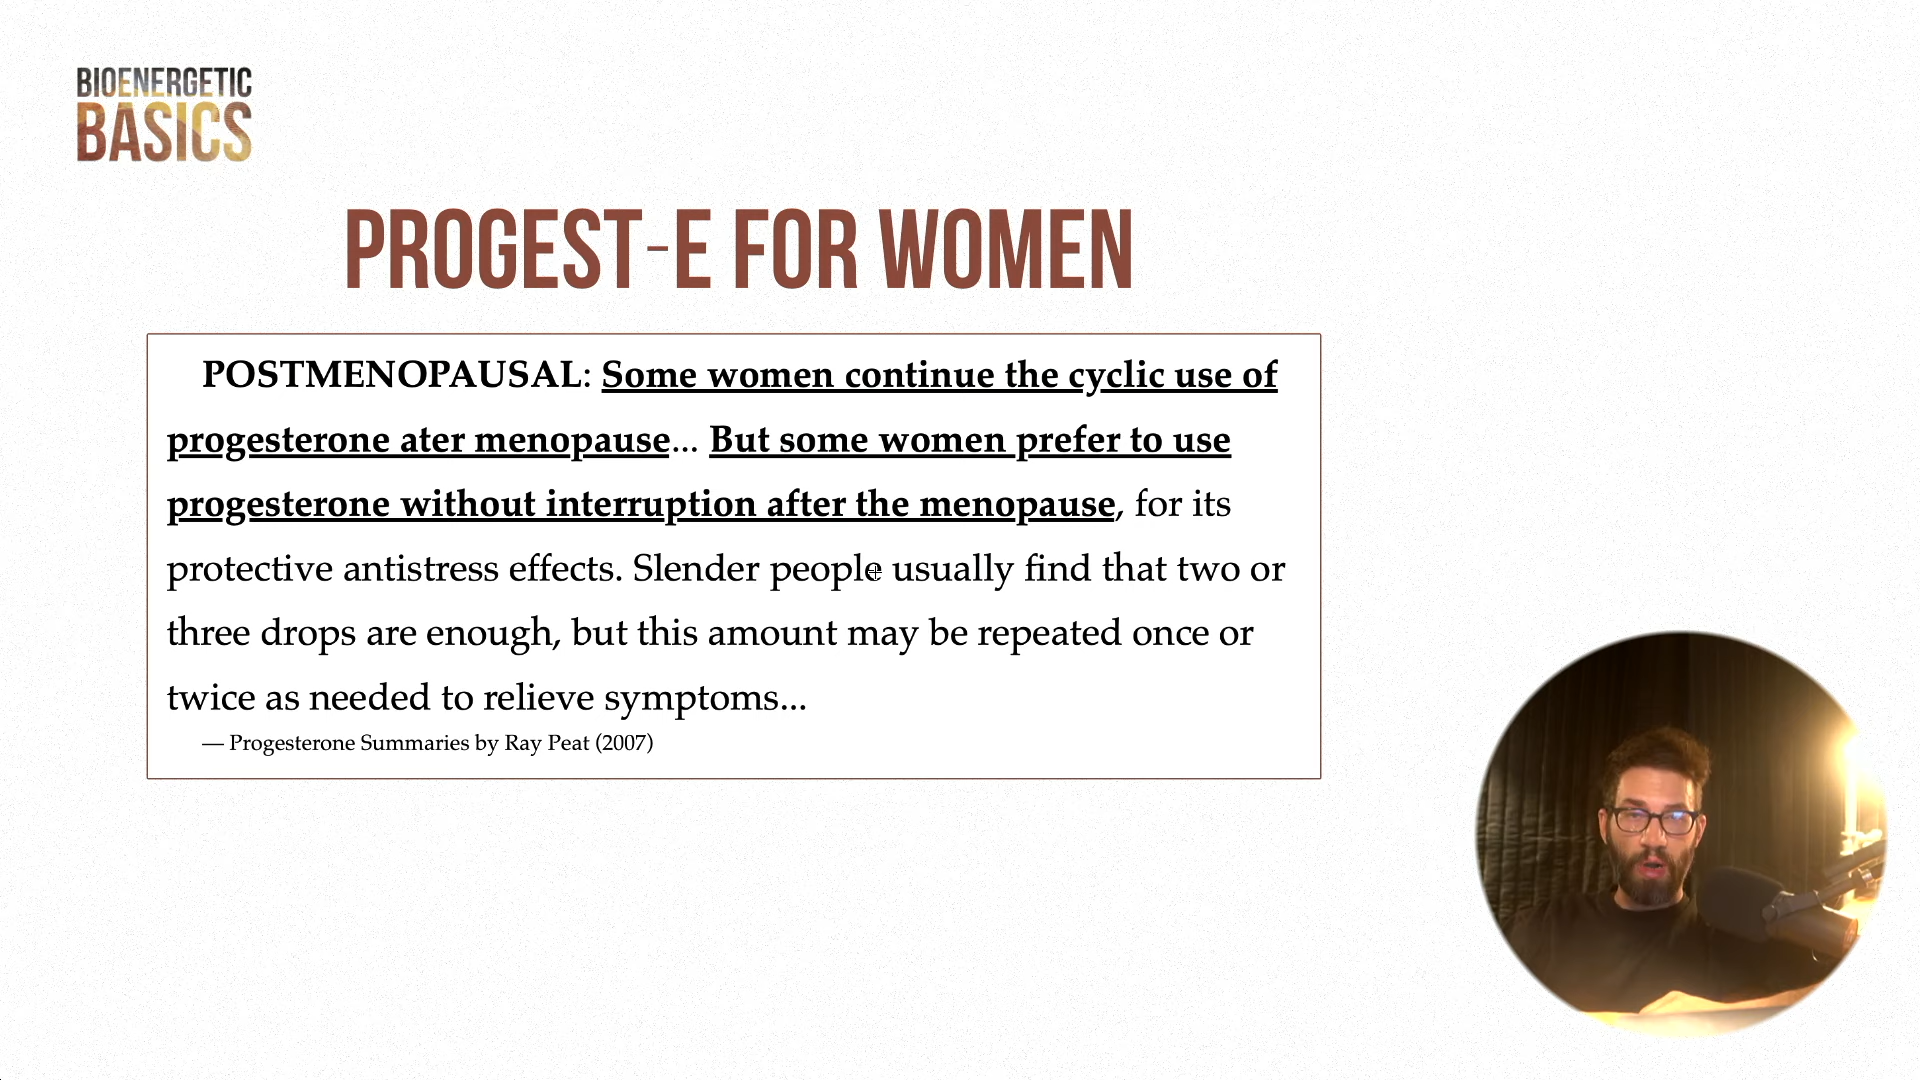 BIOENERGETIC
BASICS
PROGEST-E FOR WOMEN
POSTMENOPAUSAL: Some women continue the cyclic use of
progesterone ater menopause... But some women prefer to use
progesterone without interruption after the menopause, for its
protective antistress effects. Slender people usually find that two or
three drops are enough, but this amount may be repeated once or
twice as needed to relieve symptoms...
— Progesterone Summaries by Ray Peat (2007)